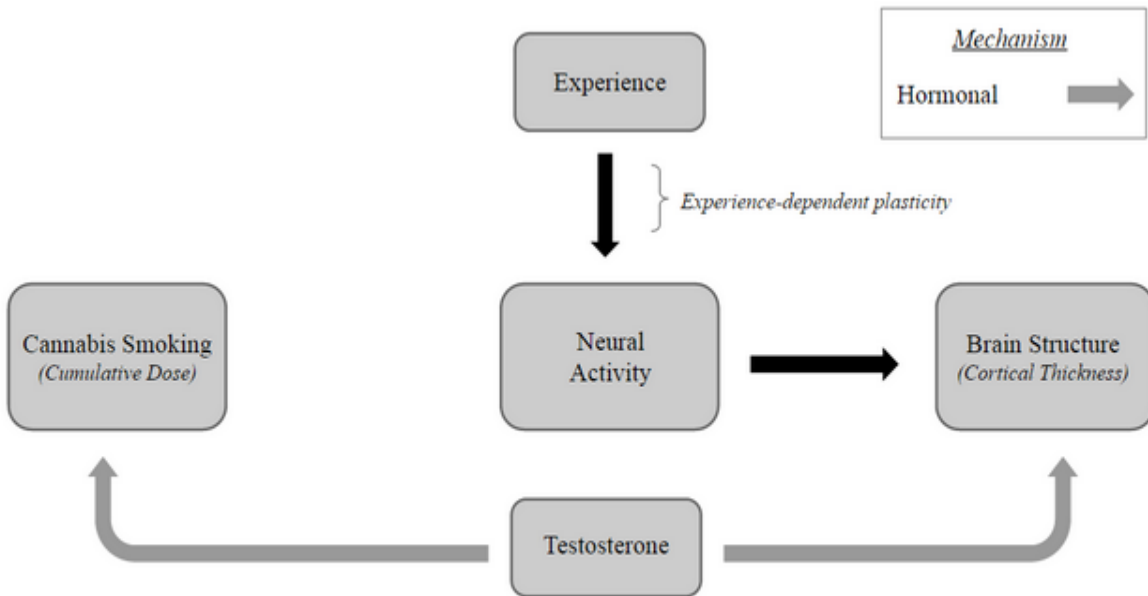 Mechanism
Hormonal
Experience
Experience-dependent plasticity
Cannabis Smoking
(Cumulative Dose)
Neural
Activity
Brain Structure
(Cortical Thickness)
Testosterone